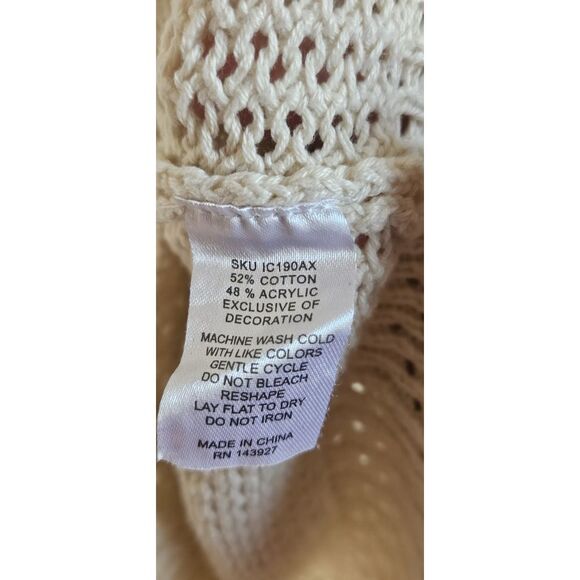 SKU IC190AX
52% COTTON
48 % ACRYLIC
EXCLUSIVE OF
DECORATION
MACHINE WASH COLD
WITH LIKE COLORS
GENTLE CYCLE
DO NOT BLEACH
RESHAPE
LAY FLAT TO DRY
DO NOT IRON
MADE IN CHINA
RN 143927